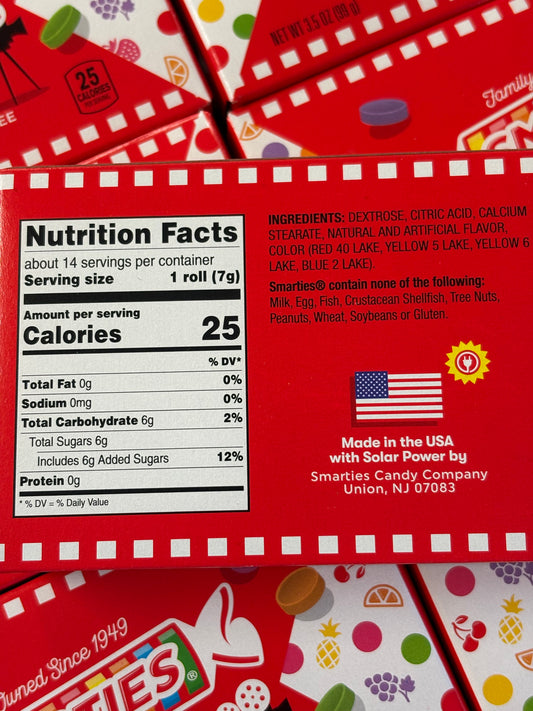 25
CALORIES
PER SERVING
NET WT 3.5 OZ (99g)
Family
Nutrition Facts
about 14 servings per container
Serving size 1 roll (7g)
Amount per serving
Calories 25
% DV*
Total Fat 0g 0%
Sodium 0mg 0%
Total Carbohydrate 6g 2%
Total Sugars 6g
Includes 6g Added Sugars 12%
Protein 0g
* % DV = % Daily Value
INGREDIENTS: DEXTROSE, CITRIC ACID, CALCIUM
STEARATE, NATURAL AND ARTIFICIAL FLAVOR,
COLOR (RED 40 LAKE, YELLOW 5 LAKE, YELLOW 6
LAKE, BLUE 2 LAKE)
Smarties® contain none of the following:
Milk, Egg, Fish, Crustacean Shellfish, Tree Nuts,
Peanuts, Wheat, Soybeans or Gluten.
Made in the USA
with Solar Power by
Smarties Candy Company
Union, NJ 07083
Owned Since 1949
TIES®